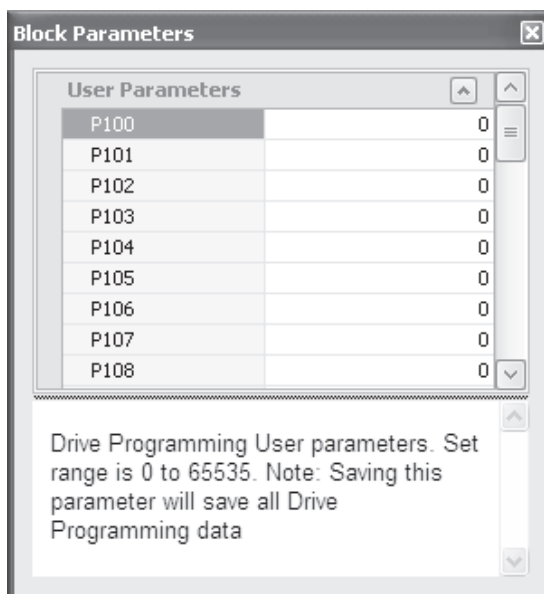 Block Parameters
User Parameters
P100 0
P101 0
P102 0
P103 0
P104 0
P105 0
P106 0
P107 0
P108 0
Drive Programming User parameters. Set
range is 0 to 65535. Note: Saving this
parameter will save all Drive
Programming data